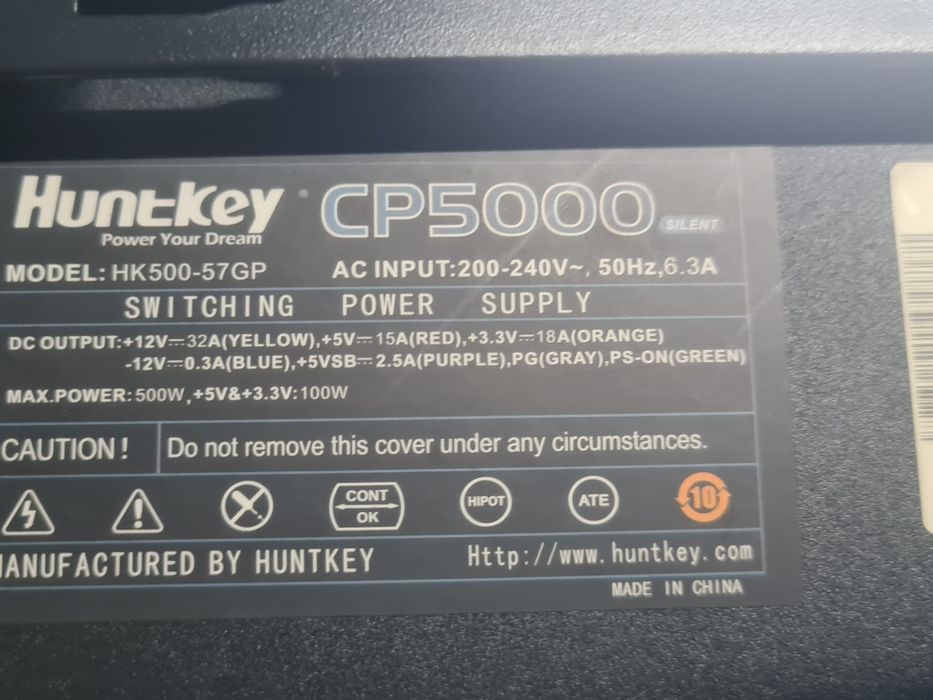 Huntkey CP5000 SILENT
Power Your Dream
MODEL: HK500-57GP AC INPUT:200-240V~, 50Hz,6.3A
SWITCHING POWER SUPPLY
DC OUTPUT:+12V⎓32A(YELLOW),+5V⎓15A(RED),+3.3V⎓18A(ORANGE)
-12V⎓0.3A(BLUE),+5VSB⎓2.5A(PURPLE),PG(GRAY),PS-ON(GREEN)
MAX.POWER: 500W,+5V&+3.3V: 100W
CAUTION! Do not remove this cover under any circumstances.
CONT OK HIPOT ATE 10
MANUFACTURED BY HUNTKEY Http://www.huntkey.com
MADE IN CHINA